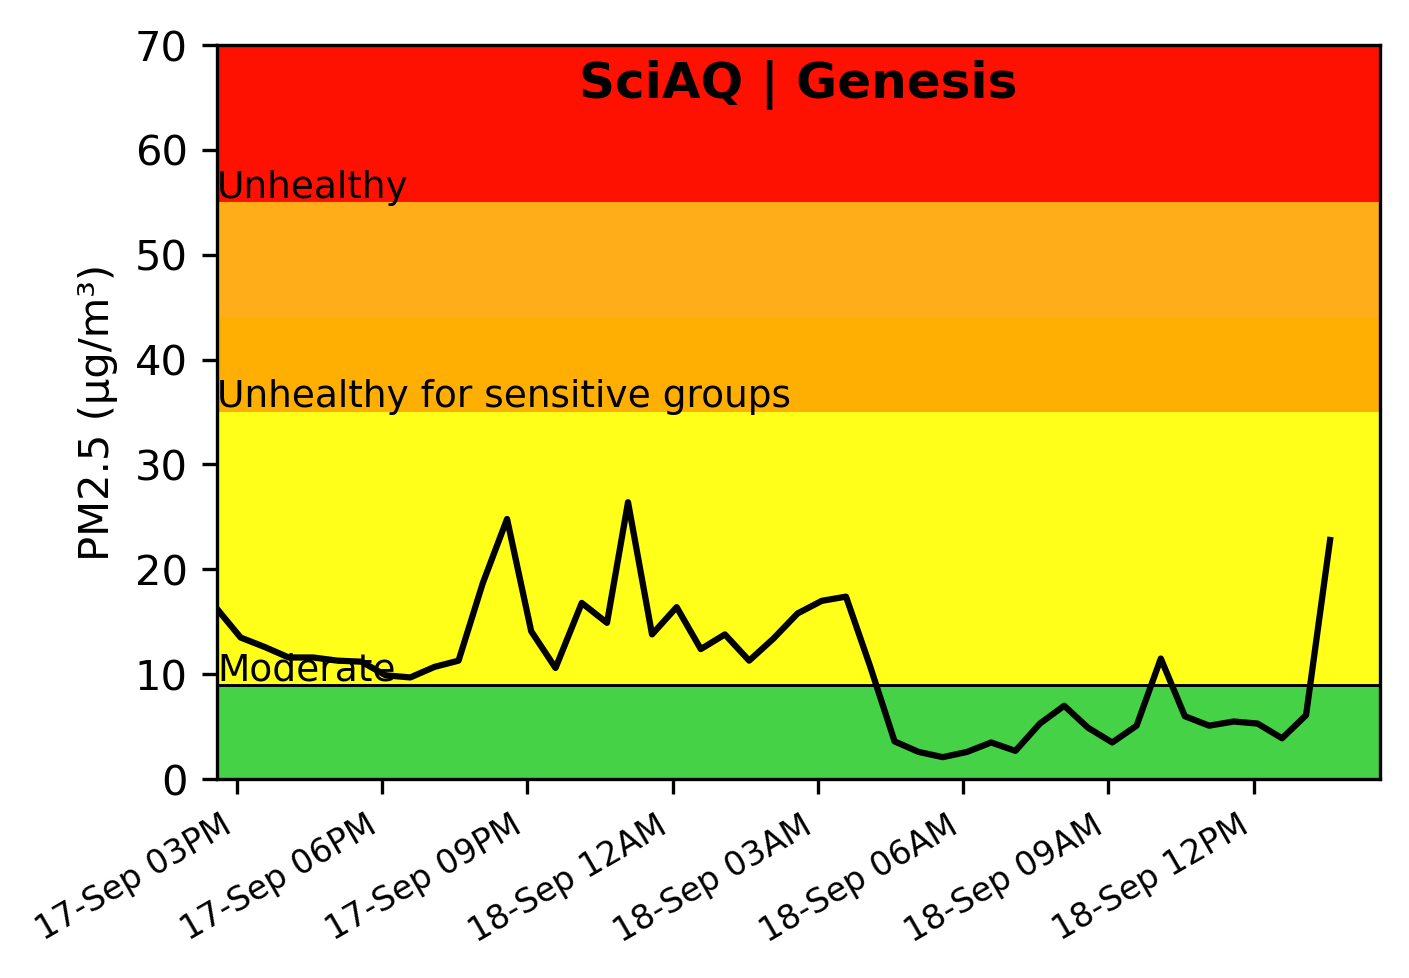 SciAQ | Genesis
PM2.5 (µg/m³)
70
60
Unhealthy
50
40
Unhealthy for sensitive groups
30
20
10
Moderate
0
17-Sep 03PM
17-Sep 06PM
17-Sep 09PM
18-Sep 12AM
18-Sep 03AM
18-Sep 06AM
18-Sep 09AM
18-Sep 12PM